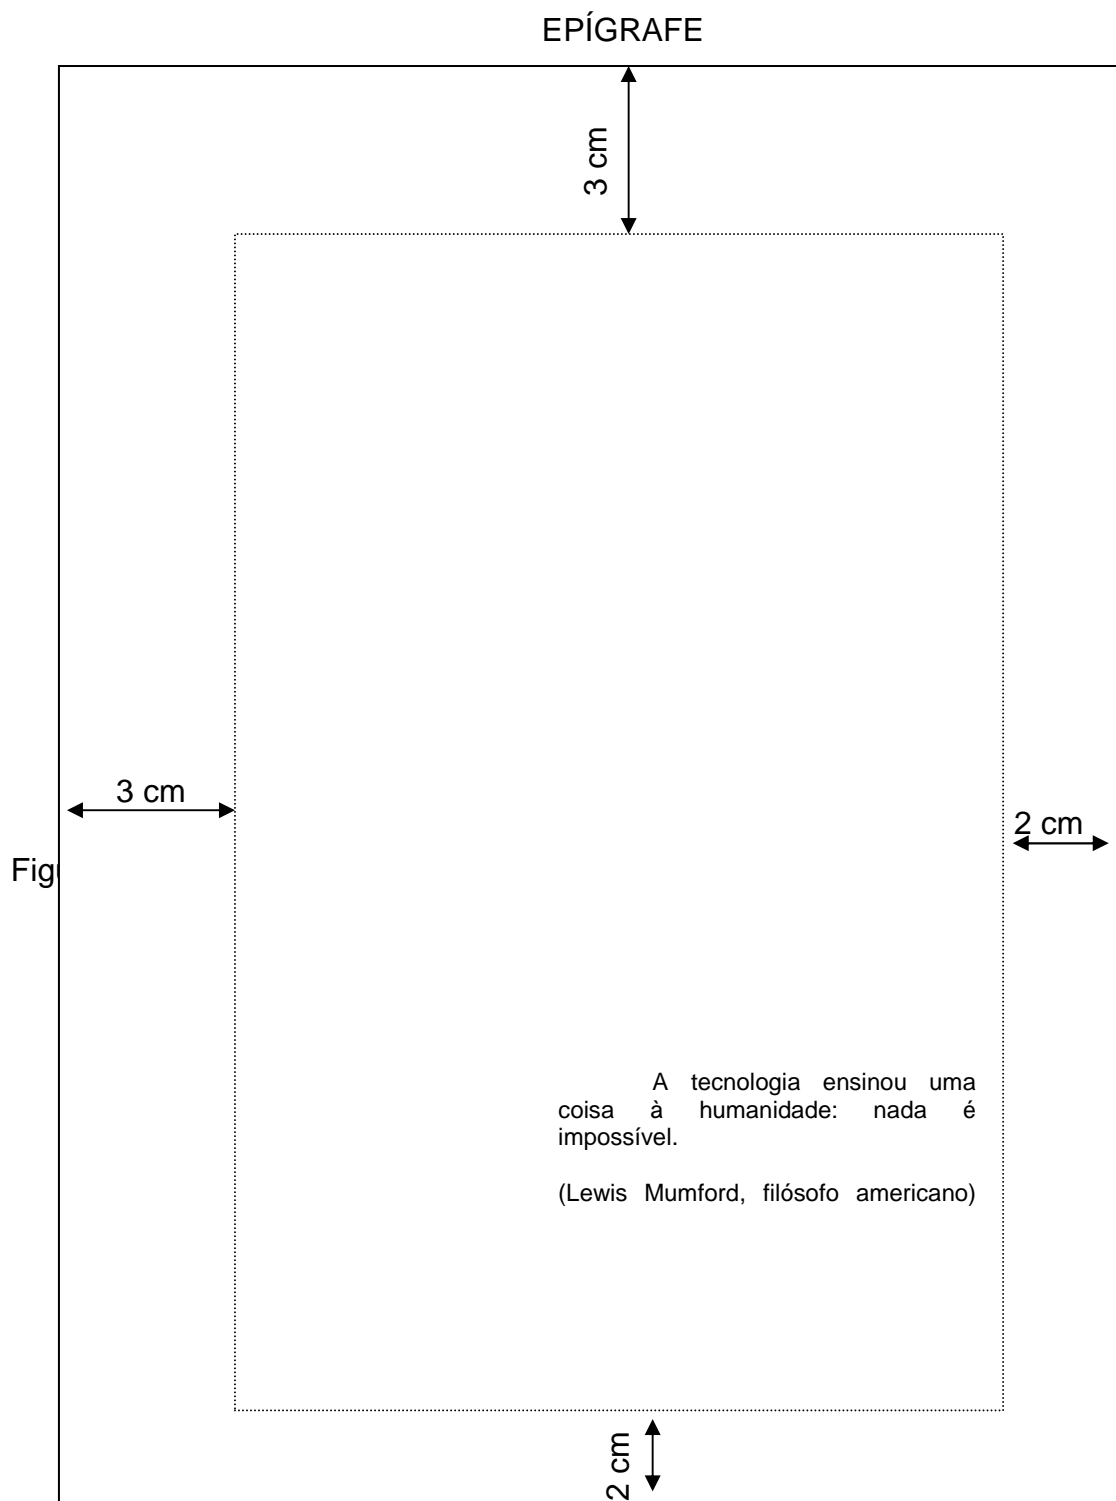 EPÍGRAFE
3 cm
3 cm
2 cm
Fig
A tecnologia ensinou uma
coisa à humanidade: nada é
impossível.
(Lewis Mumford, filósofo americano)
2 cm